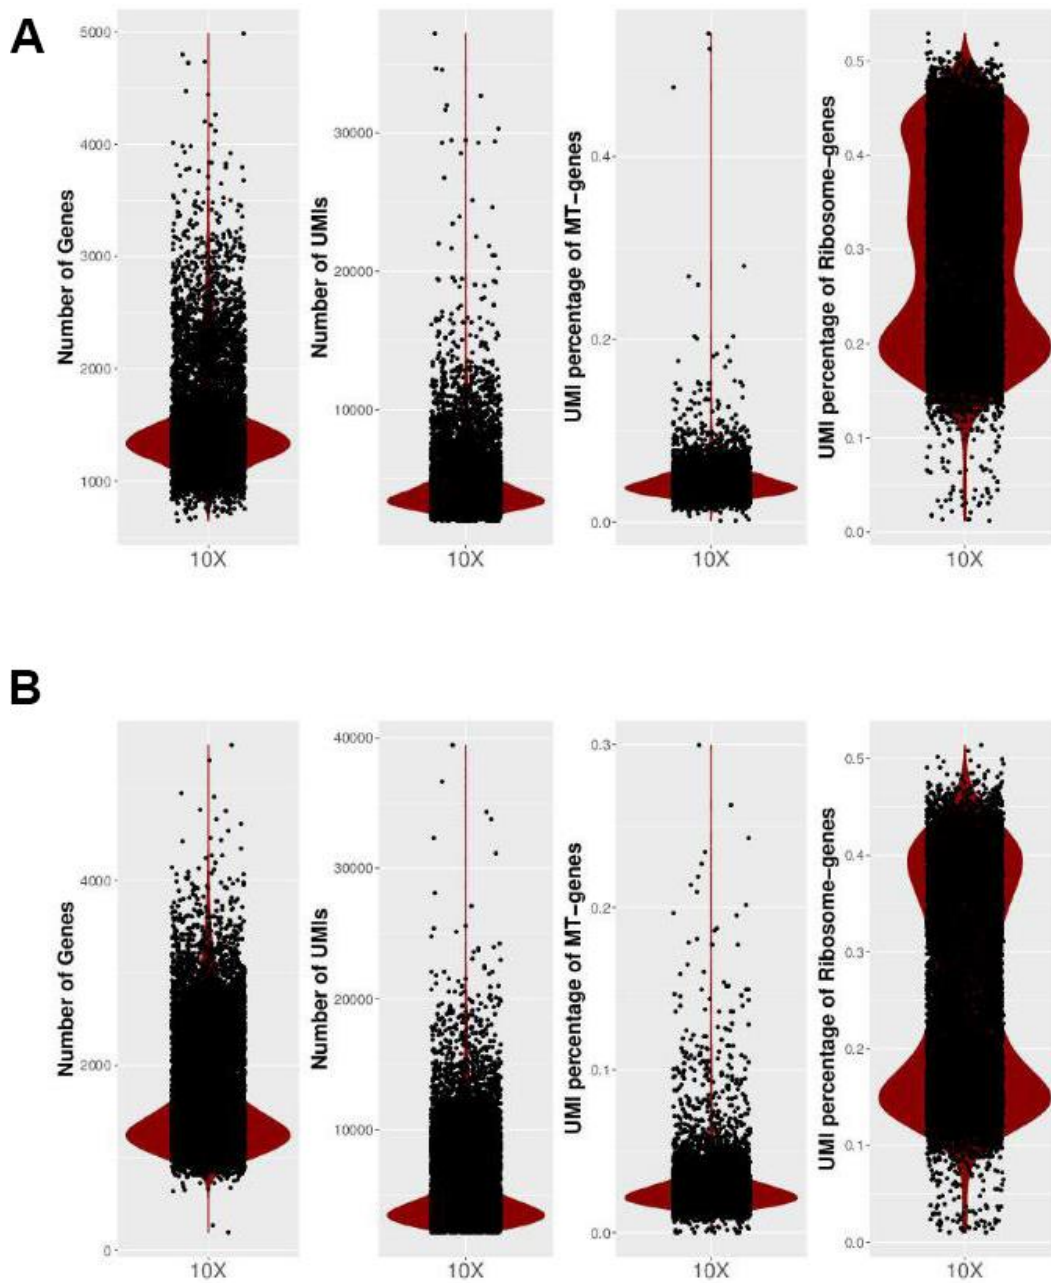 A
Number of Genes
5000
4000
3000
2000
1000
10X
Number of UMIs
30000
20000
10000
10X
UMI percentage of MT-genes
0.4
0.2
0.0
10X
UMI percentage of Ribosome-genes
0.5
0.4
0.3
0.2
0.1
0.0
10X
B
Number of Genes
4000
2000
0
10X
Number of UMIs
40000
30000
20000
10000
10X
UMI percentage of MT-genes
0.3
0.2
0.1
0.0
10X
UMI percentage of Ribosome-genes
0.5
0.4
0.3
0.2
0.1
0.0
10X